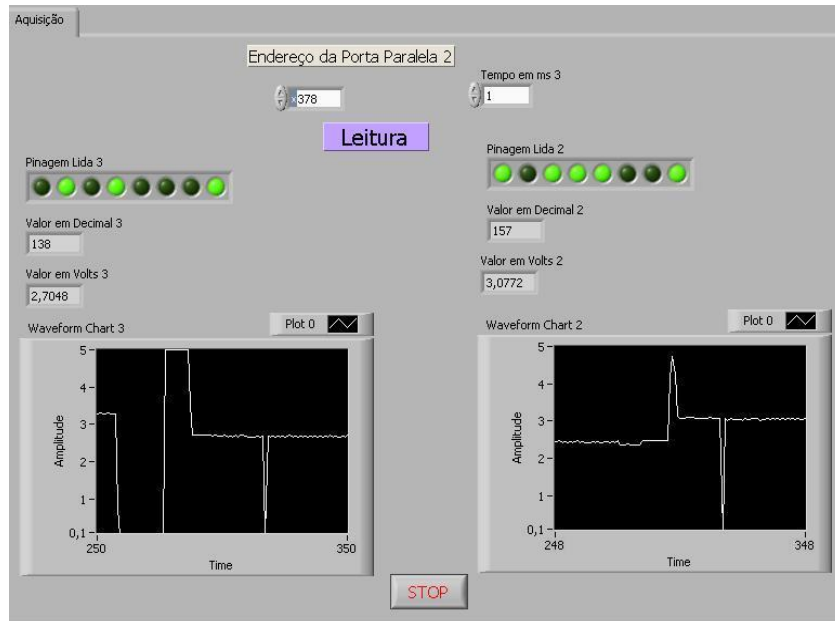 Aquisição
Endereço da Porta Paralela 2
Tempo em ms 3
x378
1
Leitura
Pinagem Lida 3
Valor em Decimal 3
138
Valor em Volts 3
2,7048
Waveform Chart 3
Plot 0
Amplitude
5
4
3
2
1
0,1
250
350
Time
Pinagem Lida 2
Valor em Decimal 2
157
Valor em Volts 2
3,0772
Waveform Chart 2
Plot 0
Amplitude
5
4
3
2
1
0,1
248
348
Time
STOP